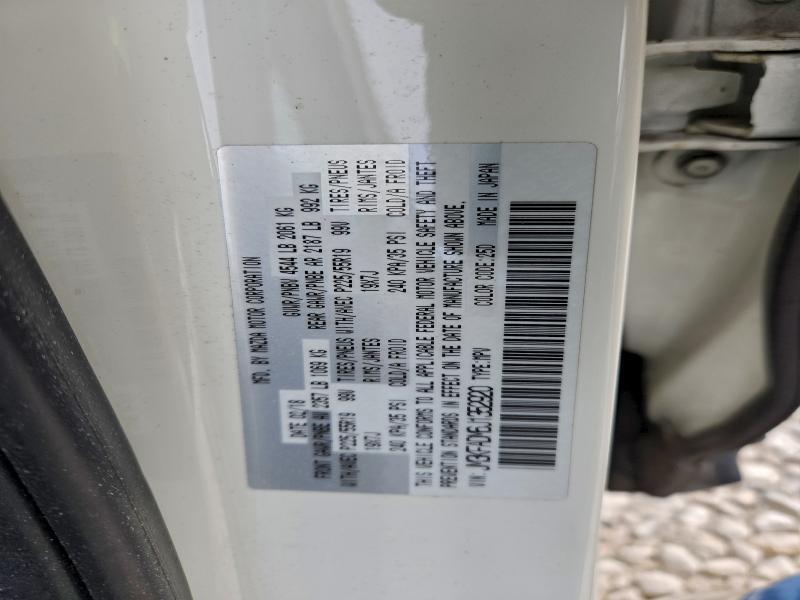 MFD. BY MAZDA MOTOR CORPORATION
DATE 02/18 GVWR/PNBV 4544 LB 2061 KG
FRONT GAWR/PNBE AV 2357 LB 1069 KG REAR GAWR/PNBE AR 2187 LB 992 KG
WITH/AVEC P225/55R19 99V TIRES/PNEUS WITH/AVEC P225/55R19 99V TIRES/PNEUS
19X7J RIMS/JANTES 19X7J RIMS/JANTES
240 KPA/35 PSI COLD/A FROID 240 KPA/35 PSI COLD/A FROID
THIS VEHICLE CONFORMS TO ALL APPLICABLE FEDERAL MOTOR VEHICLE SAFETY AND THEFT
PREVENTION STANDARDS IN EFFECT ON THE DATE OF MANUFACTURE SHOWN ABOVE.
VIN: TYPE:MPV COLOR CODE:25D MADE IN JAPAN